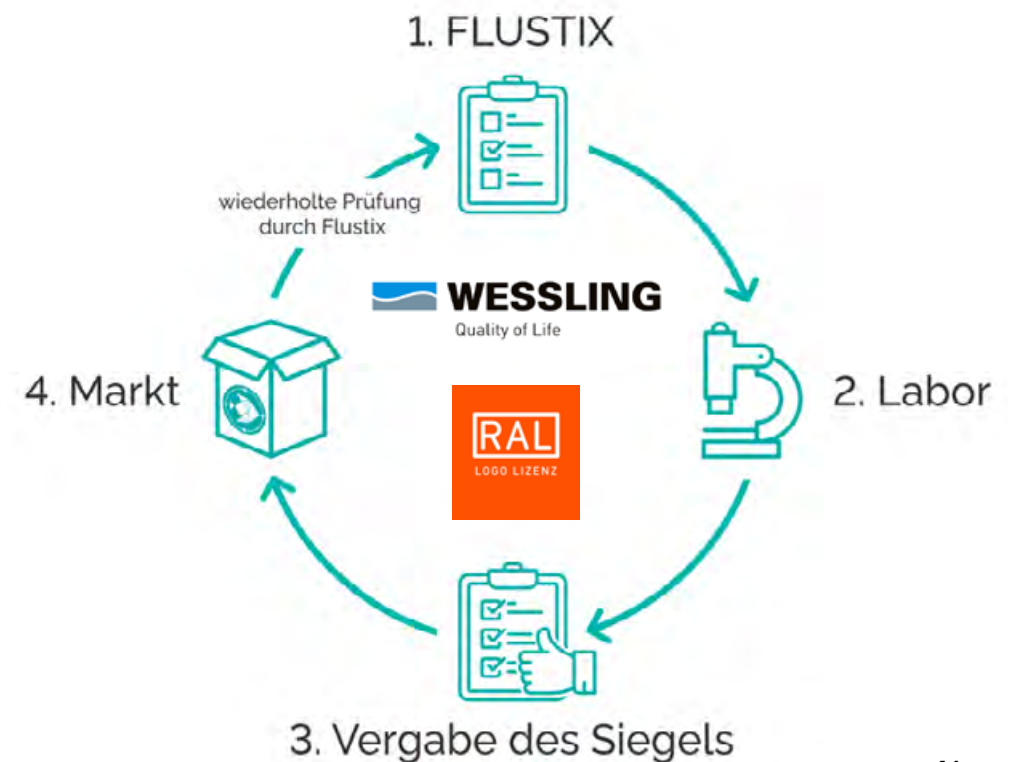 1. FLUSTIX
wiederholte Prüfung
durch Flustix
WESSLING
Quality of Life
4. Markt
2. Labor
RAL
LOGO LIZENZ
3. Vergabe des Siegels